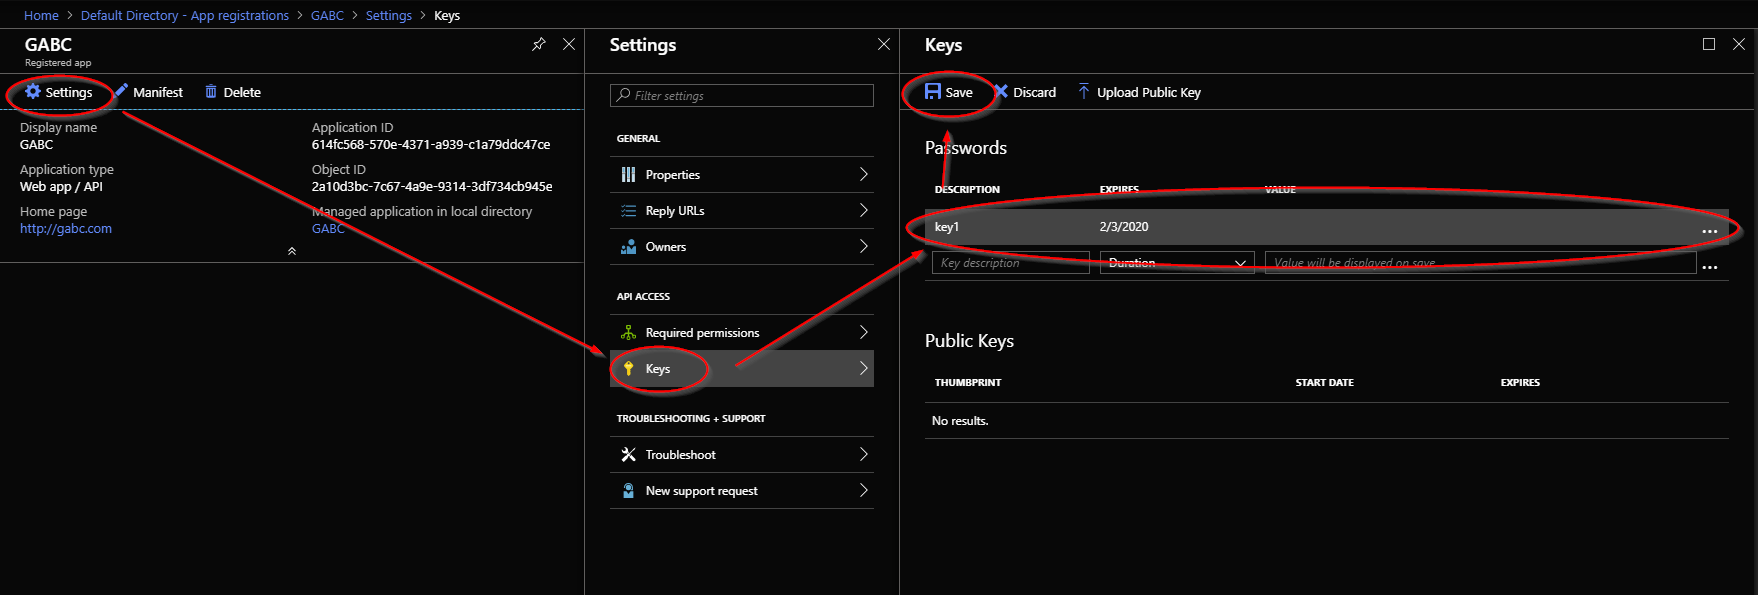 Home > Default Directory - App registrations > GABC > Settings > Keys
GABC
Registered app
Settings
Manifest
Delete
Display name
GABC
Application type
Web app / API
Home page
http://gabc.com
Application ID
614fc568-570e-4371-a939-c1a79ddc47ce
Object ID
2a10d3bc-7c67-4a9e-9314-3df734cb945e
Managed application in local directory
GABC
Settings
Filter settings
GENERAL
Properties
Reply URLs
Owners
API ACCESS
Required permissions
Keys
TROUBLESHOOTING + SUPPORT
Troubleshoot
New support request
Keys
Save
Discard
Upload Public Key
Passwords
DESCRIPTION EXPIRES VALUE
key1 2/3/2020 ...
Key description Duration Value will be displayed on save ...
Public Keys
THUMBPRINT START DATE EXPIRES
No results.